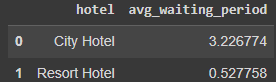 hotel avg_waiting_period
0 City Hotel 3.226774
1 Resort Hotel 0.527758